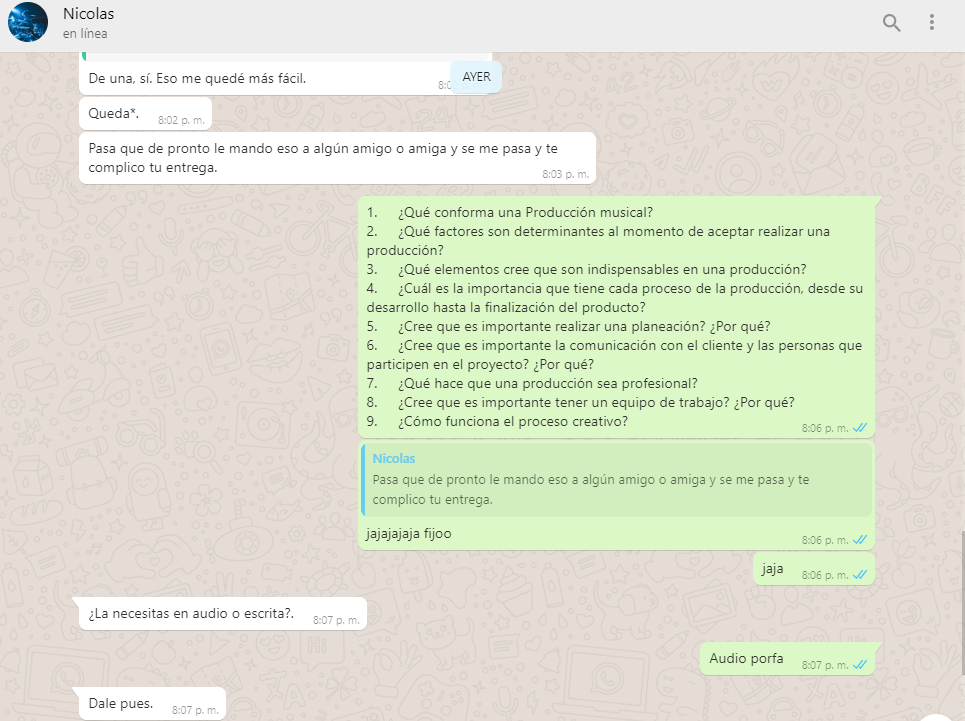 Nicolas
en línea
De una, sí. Eso me quedé más fácil.
AYER
Queda*.
8:02 p. m.
Pasa que de pronto le mando eso a algún amigo o amiga y se me pasa y te
complico tu entrega.
8:03 p. m.
1. ¿Qué conforma una Producción musical?
2. ¿Qué factores son determinantes al momento de aceptar realizar una
producción?
3. ¿Qué elementos cree que son indispensables en una producción?
4. ¿Cuál es la importancia que tiene cada proceso de la producción, desde su
desarrollo hasta la finalización del producto?
5. ¿Cree que es importante realizar una planeación? ¿Por qué?
6. ¿Cree que es importante la comunicación con el cliente y las personas que
participen en el proyecto? ¿Por qué?
7. ¿Qué hace que una producción sea profesional?
8. ¿Cree que es importante tener un equipo de trabajo? ¿Por qué?
9. ¿Cómo funciona el proceso creativo?
8:06 p. m.
Nicolas
Pasa que de pronto le mando eso a algún amigo o amiga y se me pasa y te
complico tu entrega.
jajajajaja fijoo
8:06 p. m.
jaja
8:06 p. m.
¿La necesitas en audio o escrita?.
8:07 p. m.
Audio porfa
8:07 p. m.
Dale pues.
8:07 p. m.